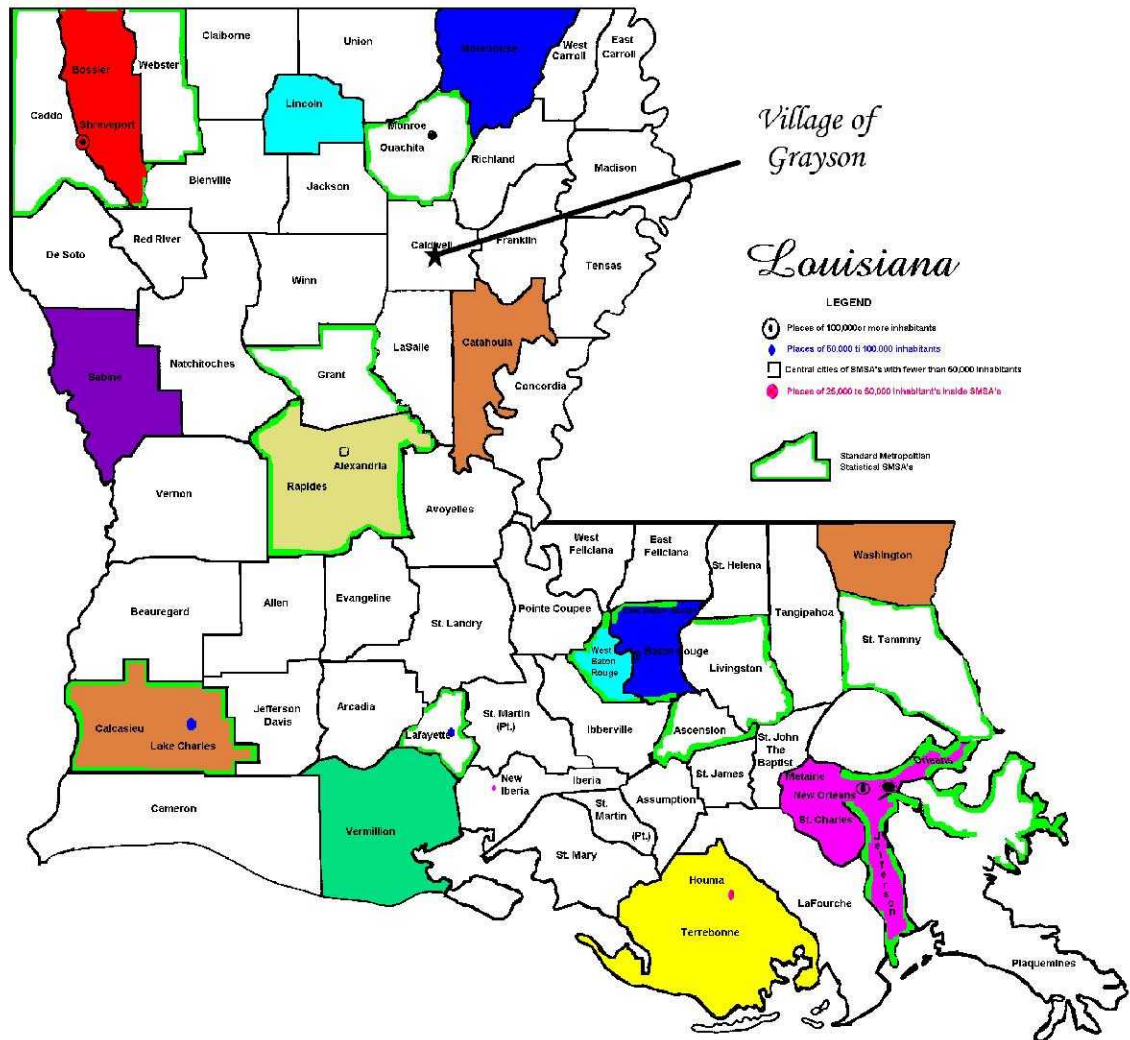 Claiborne
Union
Morehouse
West
Carroll
East
Carroll
Bossier
Webster
Caddo
Shreveport
Lincoln
Monroe
Ouachita
Richland
Madison
Bienville
Jackson
Village of
Grayson
De Soto
Red River
Winn
Caldwell
Franklin
Tensas
Louisiana
LEGEND
Places of 100,000or more inhabitants
Places of 50,000 ti 100,000 inhabitants
Central cities of SMSA's with fewer than 50,000 inhabitants
Places of 25,000 to 50,000 inhabitant's inside SMSA's
Standard Metropoltian
Statistical SMSA's
Sabine
Natchitoches
Grant
LaSalle
Catahoula
Concordia
Alexandria
Rapides
Vernon
Avoyelles
West
Feliciana
East
Feliciana
St. Helena
Washington
Beauregard
Allen
Evangeline
St. Landry
Pointe Coupee
Tangipahoa
St. Tammny
West
Baton
Rouge
Baton Rouge
Livingston
Calcasieu
Lake Charles
Jefferson
Davis
Arcadia
Lafayette
St. Martin
(Pt.)
Ibberville
Ascension
St. John
The
Baptist
Orleans
Cameron
Vermillion
New
Iberia
Iberia
St.
Martin
(Pt.)
Assumption
St. James
Metairie
New Orleans
St. Charles
Jefferson
St. Mary
Houma
Terrebonne
LaFourche
Plaquemines